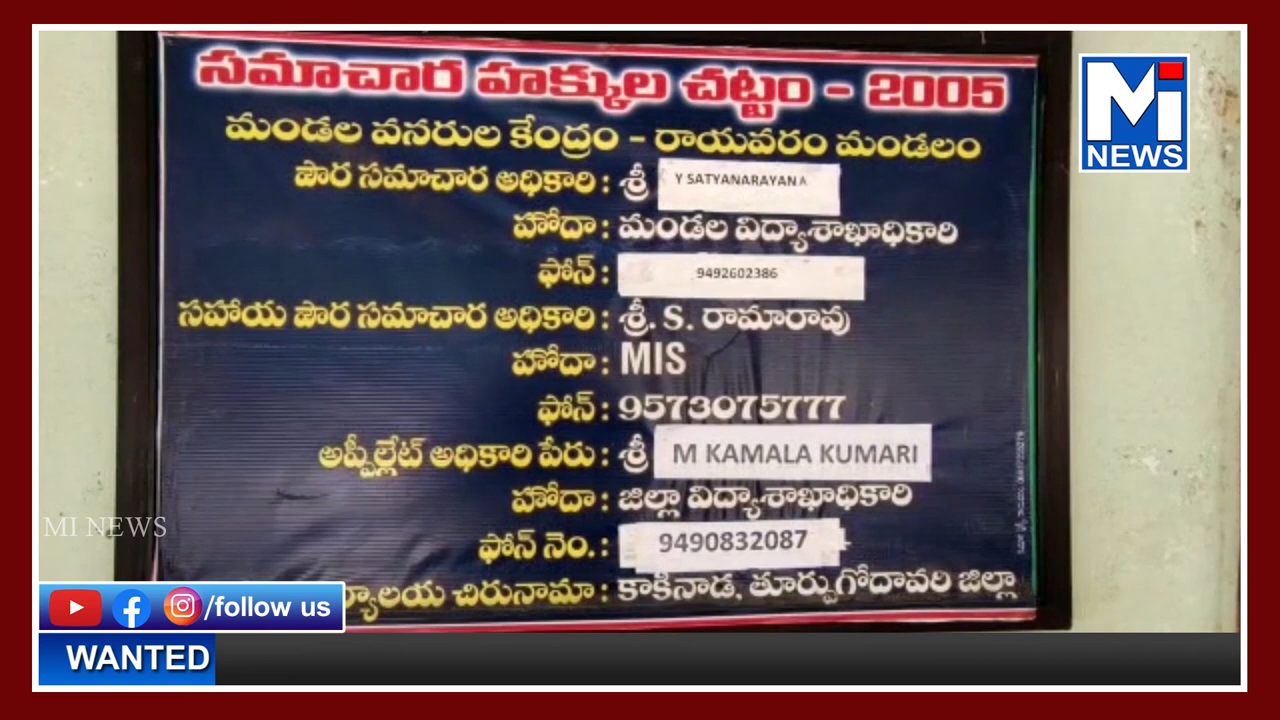 సమాచార హక్కుల చట్టం - 2005
మండల వనరుల కేంద్రం - రాయవరం మండలం
పౌర సమాచార అధికారి : శ్రీ Y SATYANARAYANA
హోదా : మండల విద్యాశాఖాధికారి
ఫోన్ : 9492602386
సహాయ పౌర సమాచార అధికారి : శ్రీ. S. రామారావు
హోదా : MIS
ఫోన్ : 9573075777
అప్పీల్లేట్ అధికారి పేరు : శ్రీ M KAMALA KUMARI
హోదా : జిల్లా విద్యాశాఖాధికారి
ఫోన్ నెం. : 9490832087
చిరునామా : కాకినాడ, తూర్పుగోదావరి జిల్లా
Mi
NEWS
MI NEWS
/follow us
WANTED